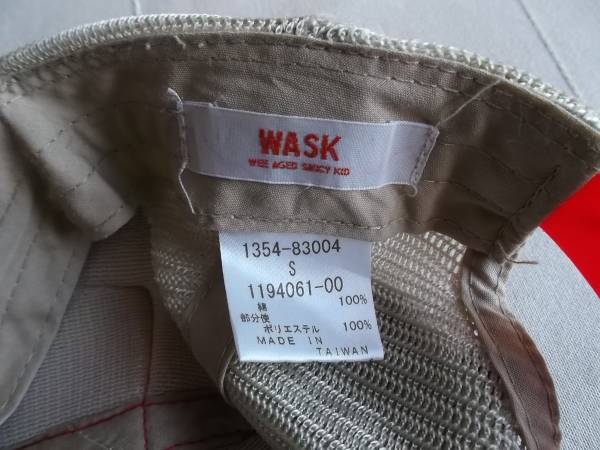 WASK
WEE AGED SAUCY KID
1354-83004
S
1194061-00
綿 100%
部分使
ポリエステル 100%
MADE IN
TAIWAN